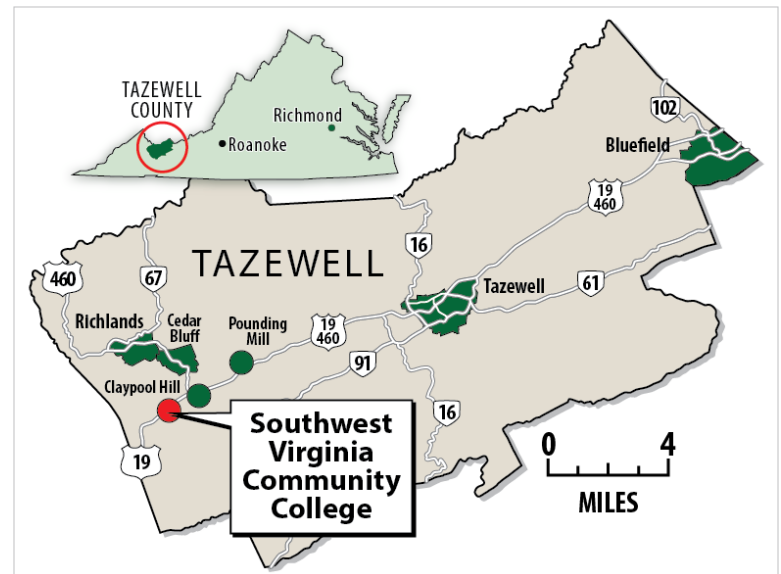 TAZEWELL
COUNTY
Richmond
Roanoke
102
Bluefield
19
460
16
TAZEWELL
460
67
Tazewell
61
Richlands
Cedar
Bluff
Pounding
Mill
19
460
91
Claypool Hill
16
19
Southwest
Virginia
Community
College
0 4
MILES